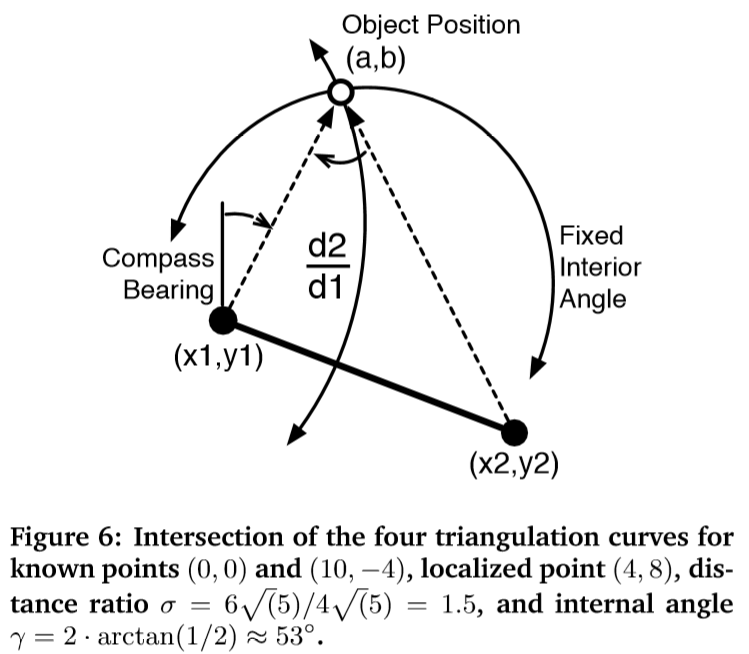 Object Position
(a,b)
Compass
Bearing
d2
d1
Fixed
Interior
Angle
(x1,y1)
(x2,y2)
Figure 6: Intersection of the four triangulation curves for
known points (0, 0) and (10, −4), localized point (4, 8), dis-
tance ratio σ = 6√(5)/4√(5) = 1.5, and internal angle
γ = 2 · arctan(1/2) ≈ 53°.